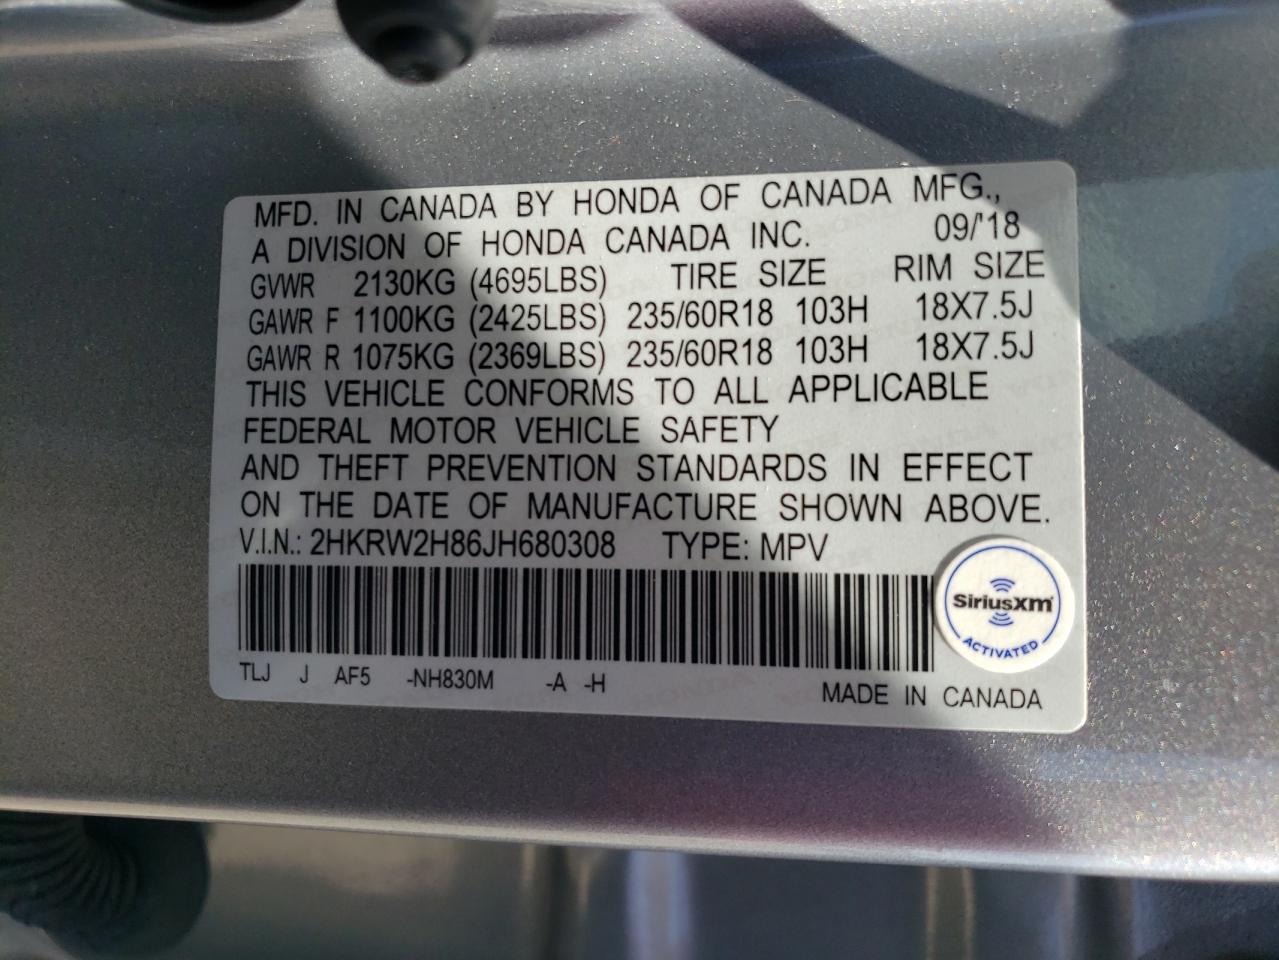 MFD. IN CANADA BY HONDA OF CANADA MFG.,
A DIVISION OF HONDA CANADA INC. 09/'18
GVWR 2130KG (4695LBS) TIRE SIZE RIM SIZE
GAWR F 1100KG (2425LBS) 235/60R18 103H 18X7.5J
GAWR R 1075KG (2369LBS) 235/60R18 103H 18X7.5J
THIS VEHICLE CONFORMS TO ALL APPLICABLE
FEDERAL MOTOR VEHICLE SAFETY
AND THEFT PREVENTION STANDARDS IN EFFECT
ON THE DATE OF MANUFACTURE SHOWN ABOVE.
V.I.N.: 2HKRW2H86JH680308 TYPE: MPV
SiriusXM
ACTIVATED
TLJ J AF5 -NH830M -A -H
MADE IN CANADA